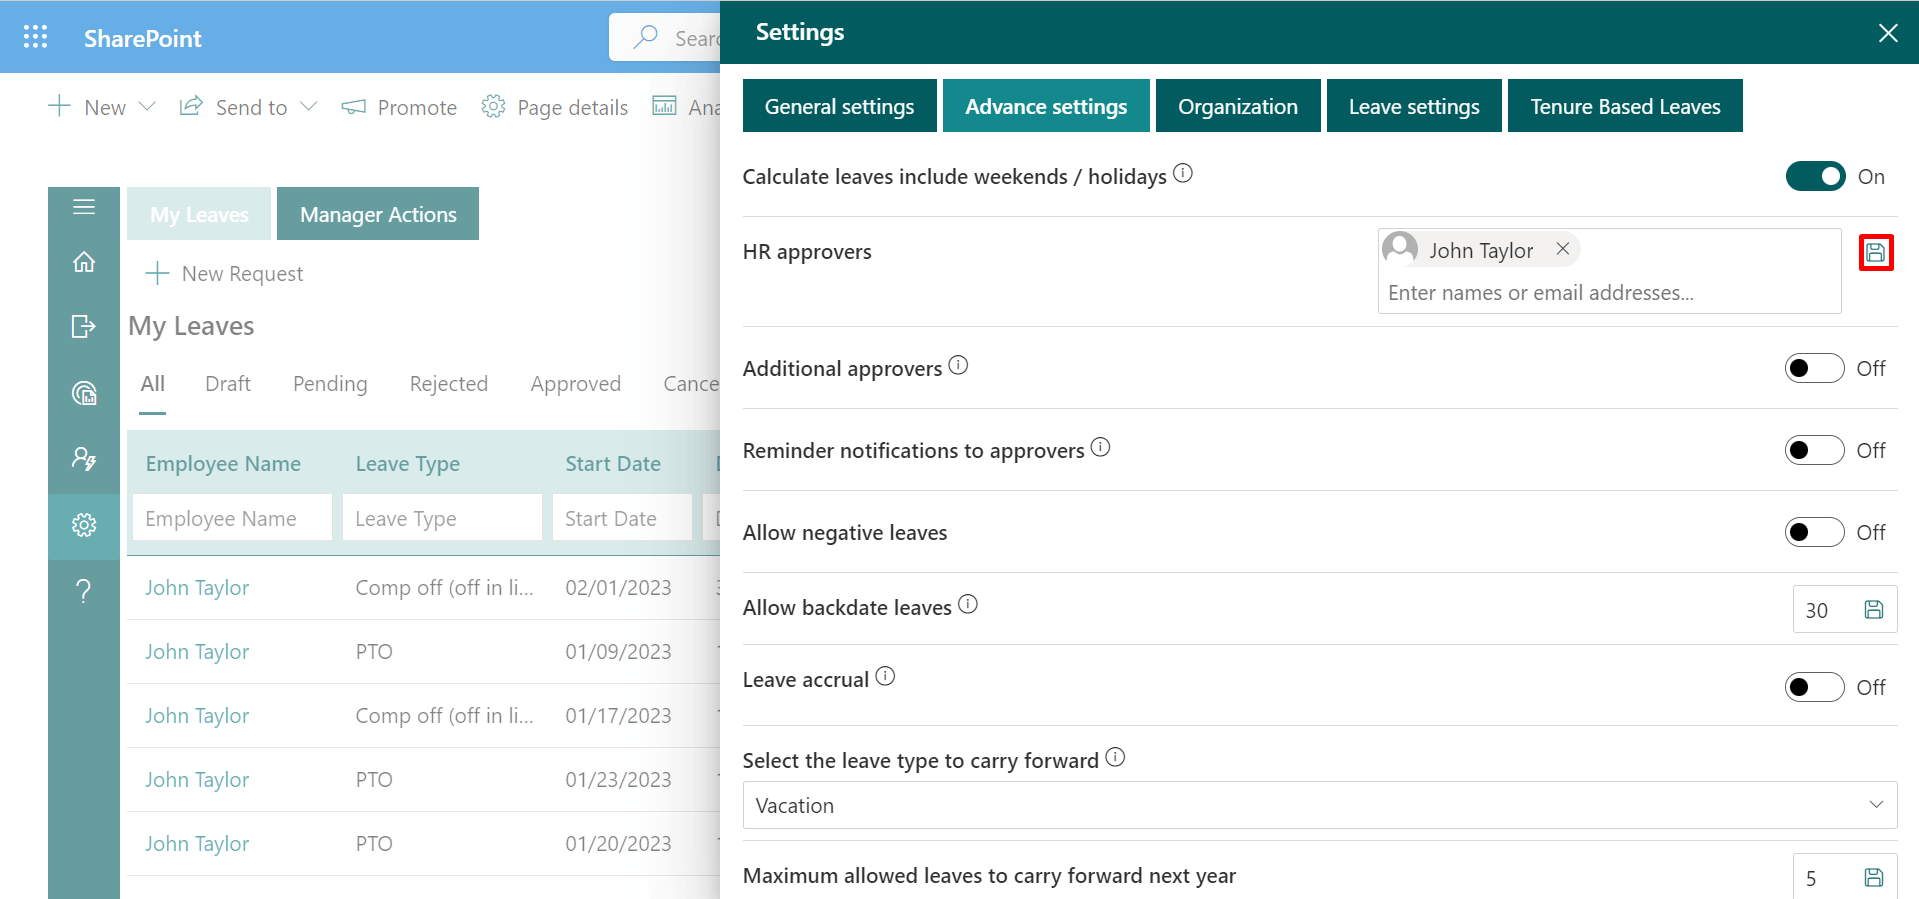 SharePoint
Sear
New
Send to
Promote
Page details
Ana
My Leaves
Manager Actions
New Request
My Leaves
All
Draft
Pending
Rejected
Approved
Cance
Employee Name
Leave Type
Start Date
Employee Name
Leave Type
Start Date
John Taylor
Comp off (off in li...
02/01/2023
John Taylor
PTO
01/09/2023
John Taylor
Comp off (off in li...
01/17/2023
John Taylor
PTO
01/23/2023
John Taylor
PTO
01/20/2023
Settings
General settings
Advance settings
Organization
Leave settings
Tenure Based Leaves
Calculate leaves include weekends / holidays
On
HR approvers
John Taylor
Enter names or email addresses...
Additional approvers
Off
Reminder notifications to approvers
Off
Allow negative leaves
Off
Allow backdate leaves
30
Leave accrual
Off
Select the leave type to carry forward
Vacation
Maximum allowed leaves to carry forward next year
5